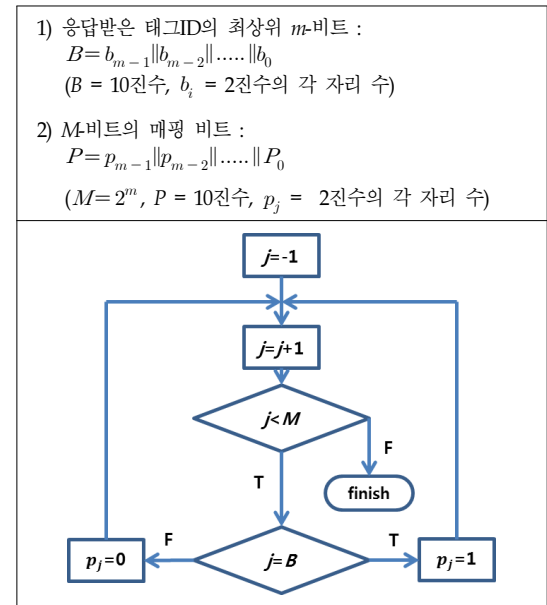 1) 응답받은 태그ID의 최상위 m-비트 :
B=b_{m-1}||b_{m-2}||.....||b_0
(B = 10진수, b_i = 2진수의 각 자리 수)
2) M-비트의 매핑 비트 :
P=p_{m-1}||p_{m-2}||.....||P_0
(M=2^m, P = 10진수, p_j = 2진수의 각 자리 수)
j=-1
j=j+1
j<M
F
T
finish
F
T
p_j=0
j=B
p_j=1